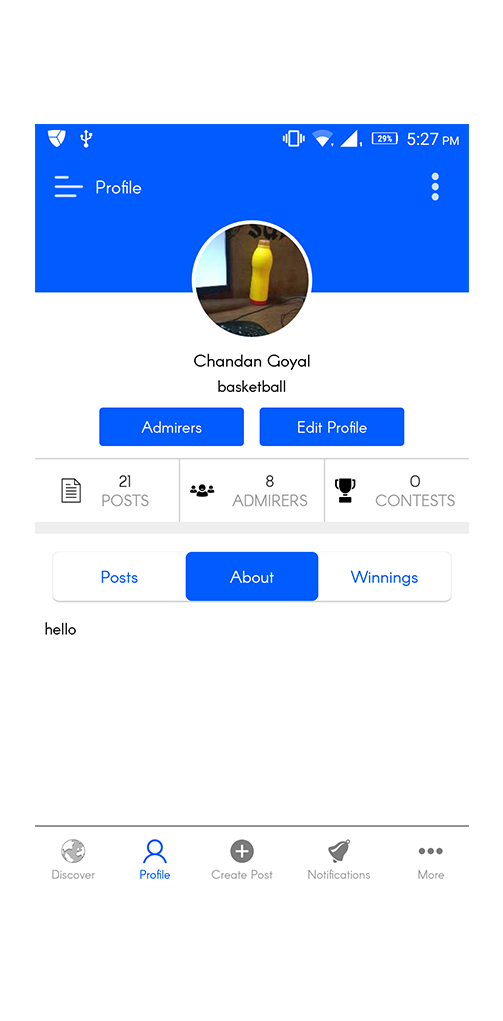 29% 5:27 PM
Profile
Chandan Goyal
basketball
Admirers Edit Profile
21 8 0
POSTS ADMIRERS CONTESTS
Posts About Winnings
hello
Discover Profile Create Post Notifications More